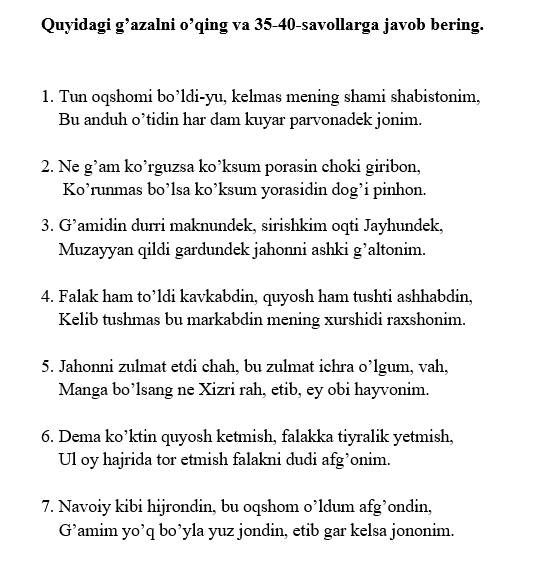 Quyidagi g’azalni o’qing va 35-40-savollarga javob bering.
1. Tun oqshomi bo’ldi-yu, kelmas mening shami shabistonim,
Bu anduh o’tidin har dam kuyar parvonadek jonim.
2. Ne g’am ko’rguzsa ko’ksum porasin choki giribon,
Ko’runmas bo’lsa ko’ksum yorasidin dog’i pinhon.
3. G’amidin durri maknundek, sirishkim oqti Jayhundek,
Muzayyan qildi gardundek jahonni ashki g’altonim.
4. Falak ham to’ldi kavkabdin, quyosh ham tushti ashhabdin,
Kelib tushmas bu markabdin mening xurshidi raxshonim.
5. Jahonni zulmat etdi chah, bu zulmat ichra o’lgum, vah,
Manga bo’lsang ne Xizri rah, etib, ey obi hayvonim.
6. Dema ko’ktin quyosh ketmish, falakka tiyralik yetmish,
Ul oy hajrida tor etmish falakni dudi afg’onim.
7. Navoiy kibi hijrondin, bu oqshom o’ldum afg’ondin,
G’amim yo’q bo’yla yuz jondin, etib gar kelsa jononim.